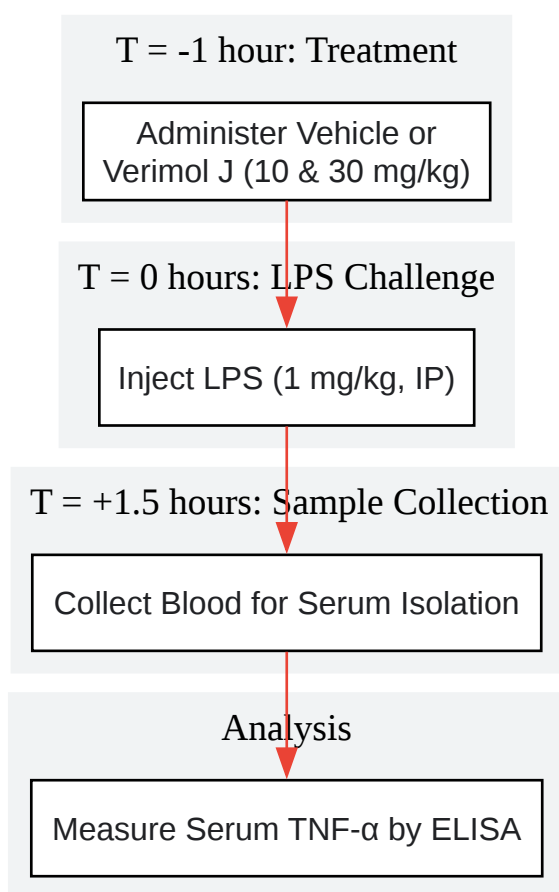 T = -1 hour: Treatment
Administer Vehicle or
Verimol J (10 & 30 mg/kg)
T = 0 hours: LPS Challenge
Inject LPS (1 mg/kg, IP)
T = +1.5 hours: Sample Collection
Collect Blood for Serum Isolation
Analysis
Measure Serum TNF-α by ELISA